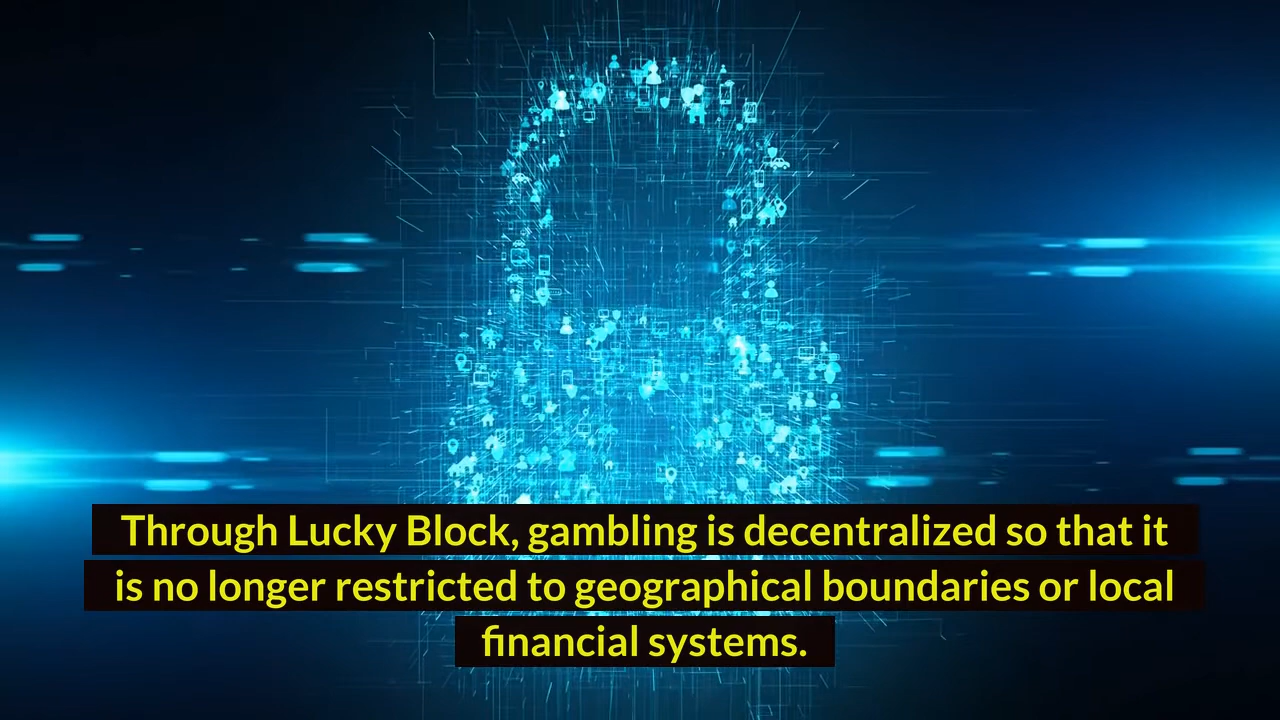 Through Lucky Block, gambling is decentralized so that it
is no longer restricted to geographical boundaries or local
financial systems.